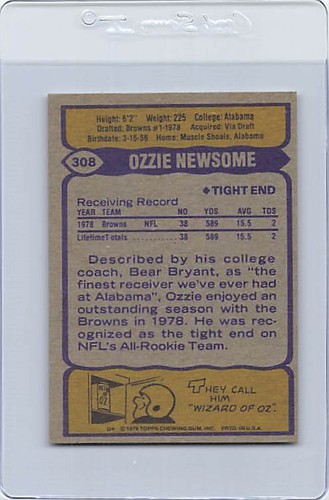 Height: 6'2" Weight: 225 College: Alabama
Drafted: Browns #1-1978 Acquired: Via Draft
Birthdate: 3-15-56 Home: Muscle Shoals, Alabama
308 OZZIE NEWSOME
◆TIGHT END
Receiving Record
YEAR TEAM NO YDS AVG TDS
1978 Browns NFL 38 589 15.5 2
Lifetime Totals ........... 38 589 15.5 2
Described by his college
coach, Bear Bryant, as "the
finest receiver we've ever had
at Alabama", Ozzie enjoyed an
outstanding season with the
Browns in 1978. He was rec-
ognized as the tight end on
NFL's All-Rookie Team.
THEY CALL
HIM
"WIZARD OF OZ".
© 1979 TOPPS CHEWING GUM, INC. PRTD. IN U.S.A.